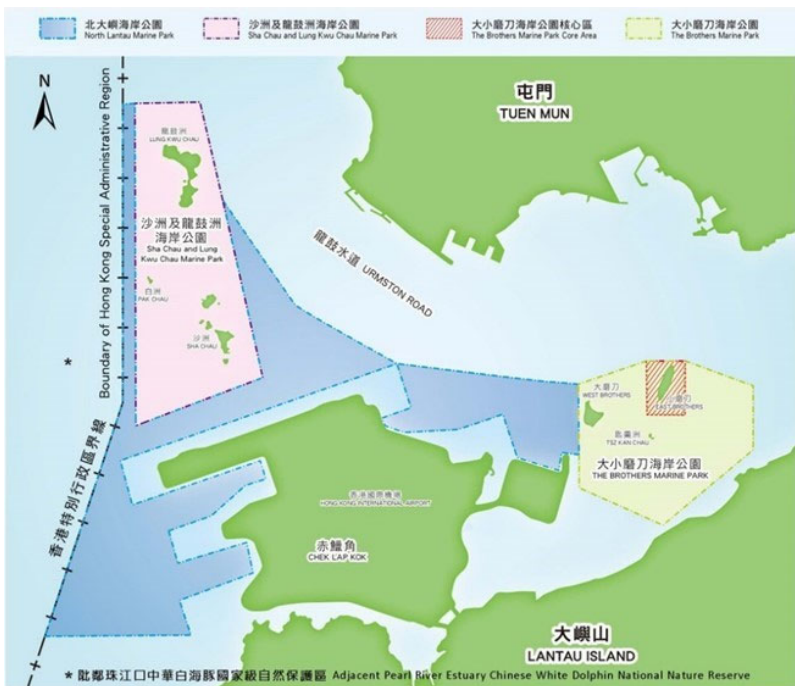 北大嶼海岸公園
North Lantau Marine Park
沙洲及龍鼓洲海岸公園
Sha Chau and Lung Kwu Chau Marine Park
大小磨刀海岸公園核心區
The Brothers Marine Park Core Area
大小磨刀海岸公園
The Brothers Marine Park
N
Boundary of Hong Kong Special Administrative Region
香港特別行政區界線
屯門
TUEN MUN
龍鼓洲
LUNG KWU CHAU
沙洲及龍鼓洲
海岸公園
Sha Chau and Lung
Kwu Chau Marine Park
龍鼓水道 URMSTON ROAD
白洲
PAK CHAU
沙洲
SHA CHAU
*
大磨刀
WEST BROTHERS
小磨刀
EAST BROTHERS
匙羹洲
TSZ KAN CHAU
大小磨刀海岸公園
THE BROTHERS MARINE PARK
香港國際機場
HONG KONG INTERNATIONAL AIRPORT
赤鱲角
CHEK LAP KOK
大嶼山
LANTAU ISLAND
* 毗鄰珠江口中華白海豚國家級自然保護區 Adjacent Pearl River Estuary Chinese White Dolphin National Nature Reserve